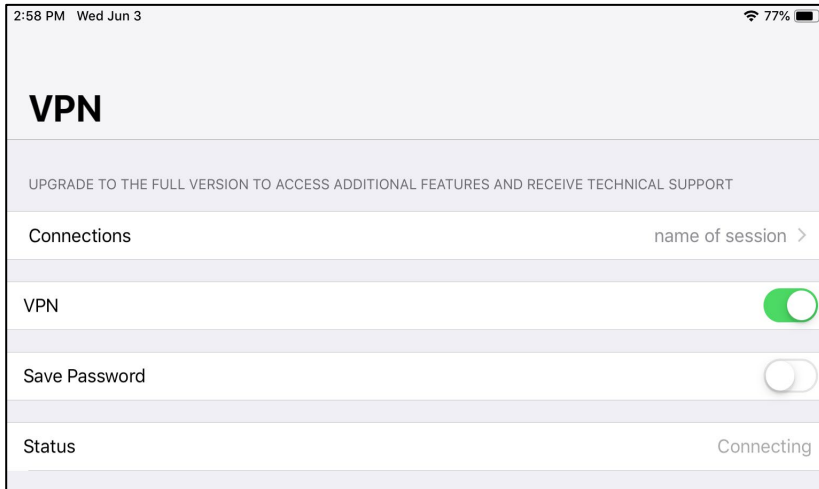 2:58 PM Wed Jun 3 77%
VPN
UPGRADE TO THE FULL VERSION TO ACCESS ADDITIONAL FEATURES AND RECEIVE TECHNICAL SUPPORT
Connections name of session >
VPN
Save Password
Status Connecting